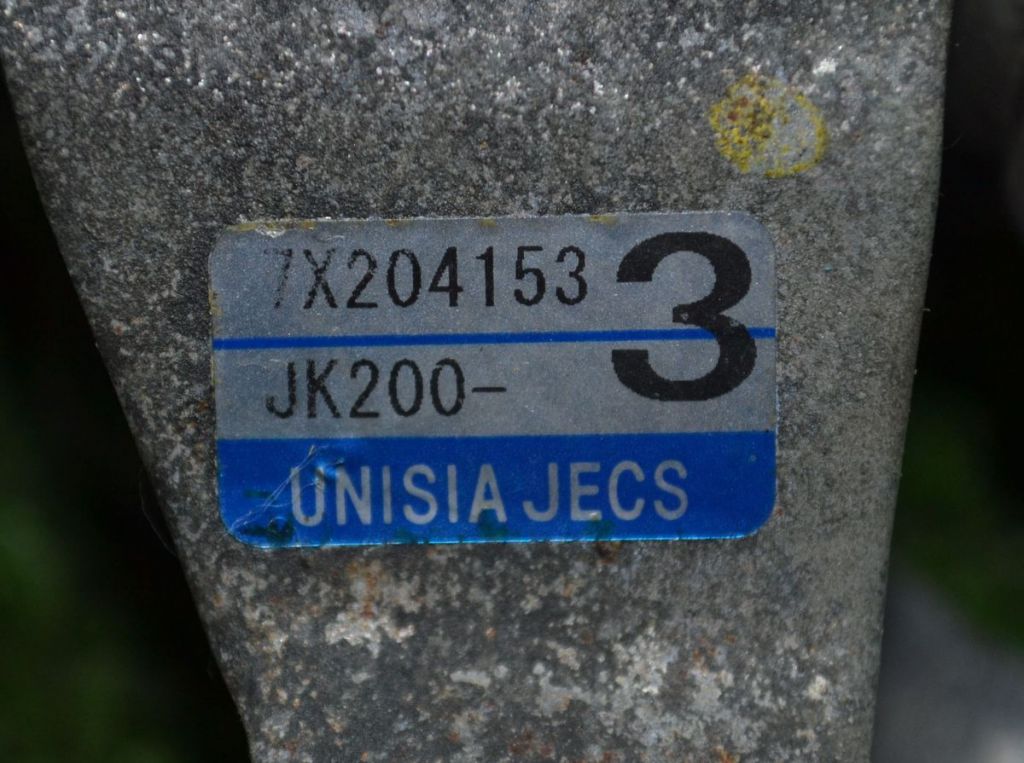 7X204153
3
JK200-
UNISIA JECS